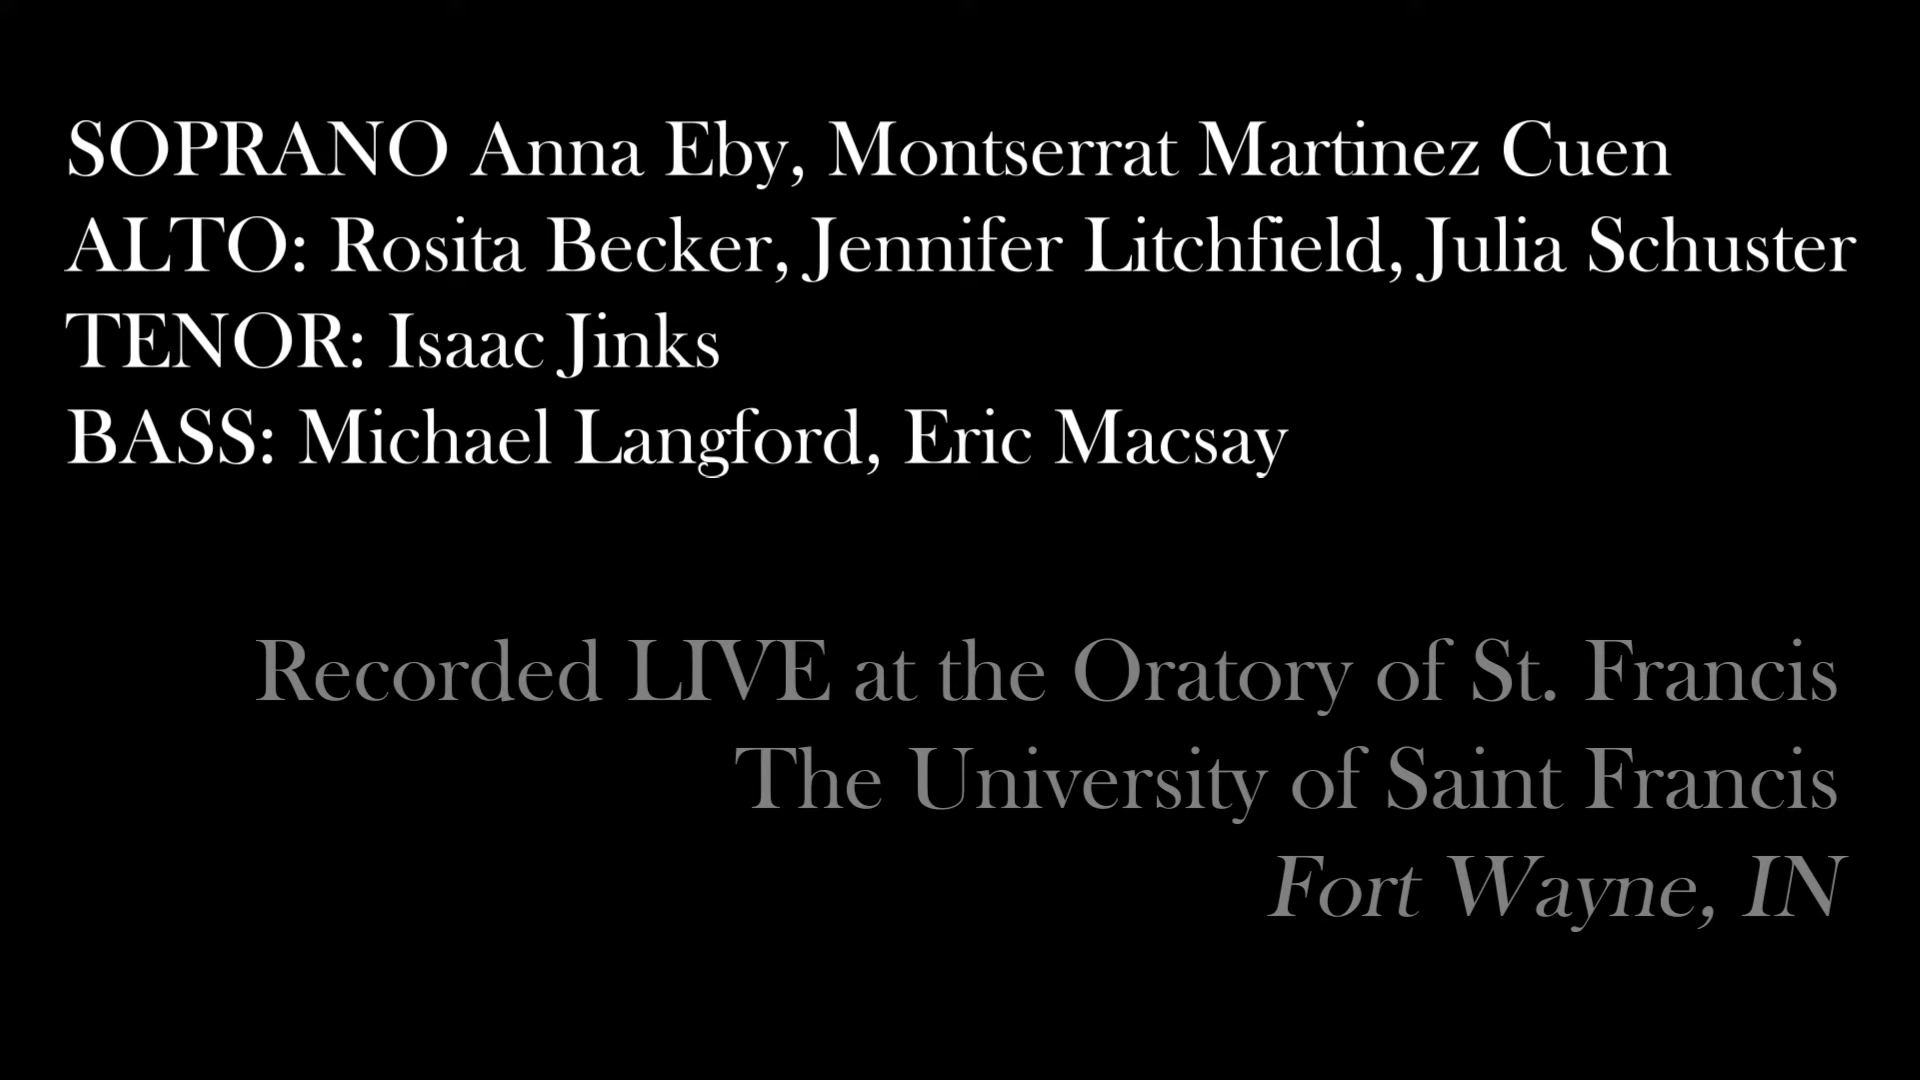 SOPRANO Anna Eby, Montserrat Martinez Cuen
ALTO: Rosita Becker, Jennifer Litchfield, Julia Schuster
TENOR: Isaac Jinks
BASS: Michael Langford, Eric Macsay
Recorded LIVE at the Oratory of St. Francis
The University of Saint Francis
Fort Wayne, IN